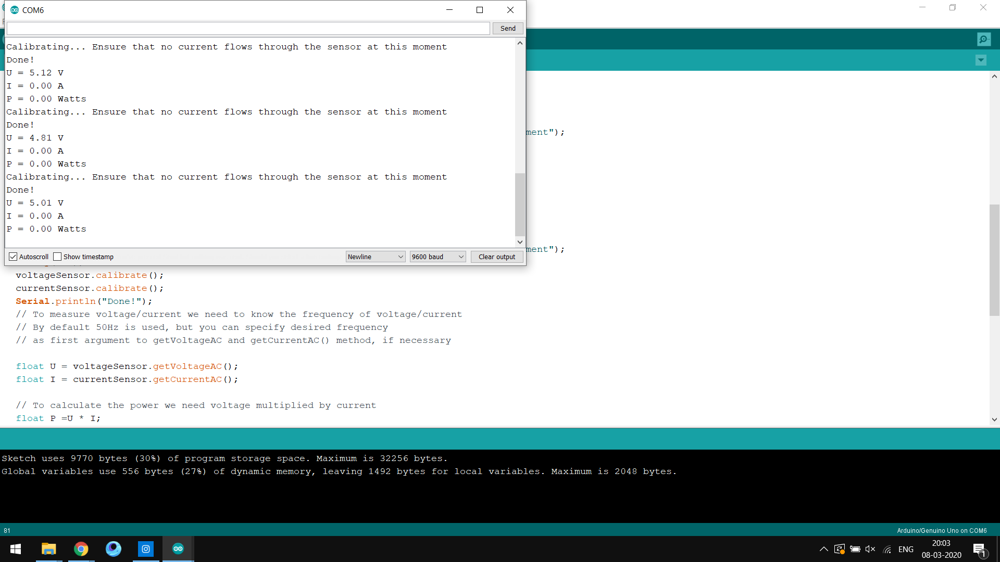 COM6
Send
Calibrating... Ensure that no current flows through the sensor at this moment
Done!
U = 5.12 V
I = 0.00 A
P = 0.00 Watts
Calibrating... Ensure that no current flows through the sensor at this moment
Done!
U = 4.81 V
I = 0.00 A
P = 0.00 Watts
Calibrating... Ensure that no current flows through the sensor at this moment
Done!
U = 5.01 V
I = 0.00 A
P = 0.00 Watts
Autoscroll Show timestamp Newline 9600 baud Clear output
ment");
ment");
voltageSensor.calibrate();
currentSensor.calibrate();
Serial.println("Done!");
// To measure voltage/current we need to know the frequency of voltage/current
// By default 50Hz is used, but you can specify desired frequency
// as first argument to getVoltageAC and getCurrentAC() method, if necessary
float U = voltageSensor.getVoltageAC();
float I = currentSensor.getCurrentAC();
// To calculate the power we need voltage multiplied by current
float P =U * I;
Sketch uses 9770 bytes (30%) of program storage space. Maximum is 32256 bytes.
Global variables use 556 bytes (27%) of dynamic memory, leaving 1492 bytes for local variables. Maximum is 2048 bytes.
81
Arduino/Genuino Uno on COM6
ENG
20:03
08-03-2020
1